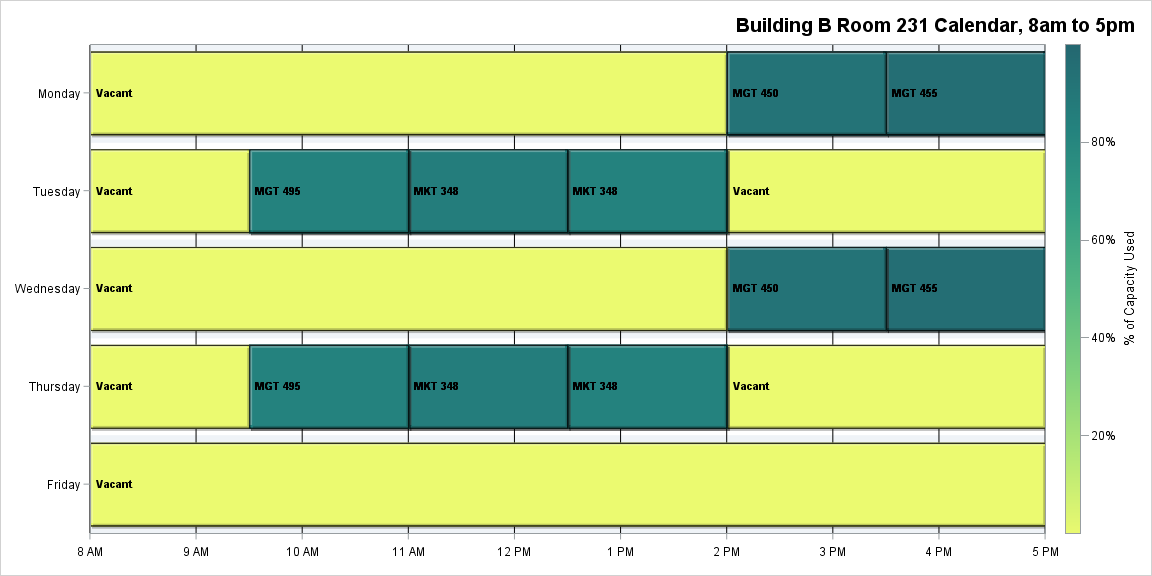 Building B Room 231 Calendar, 8am to 5pm
Monday
Vacant
MGT 450
MGT 455
Tuesday
Vacant
MGT 495
MKT 348
MKT 348
Vacant
Wednesday
Vacant
MGT 450
MGT 455
Thursday
Vacant
MGT 495
MKT 348
MKT 348
Vacant
Friday
Vacant
8 AM
9 AM
10 AM
11 AM
12 PM
1 PM
2 PM
3 PM
4 PM
5 PM
80%
60%
40%
20%
% of Capacity Used